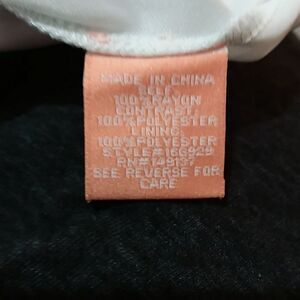 MADE IN CHINA
SELF:
100%RAYON
CONTRAST:
100%POLYESTER
LINING:
100%POLYESTER
STYLE#166929
RN#149137
SEE REVERSE FOR
CARE